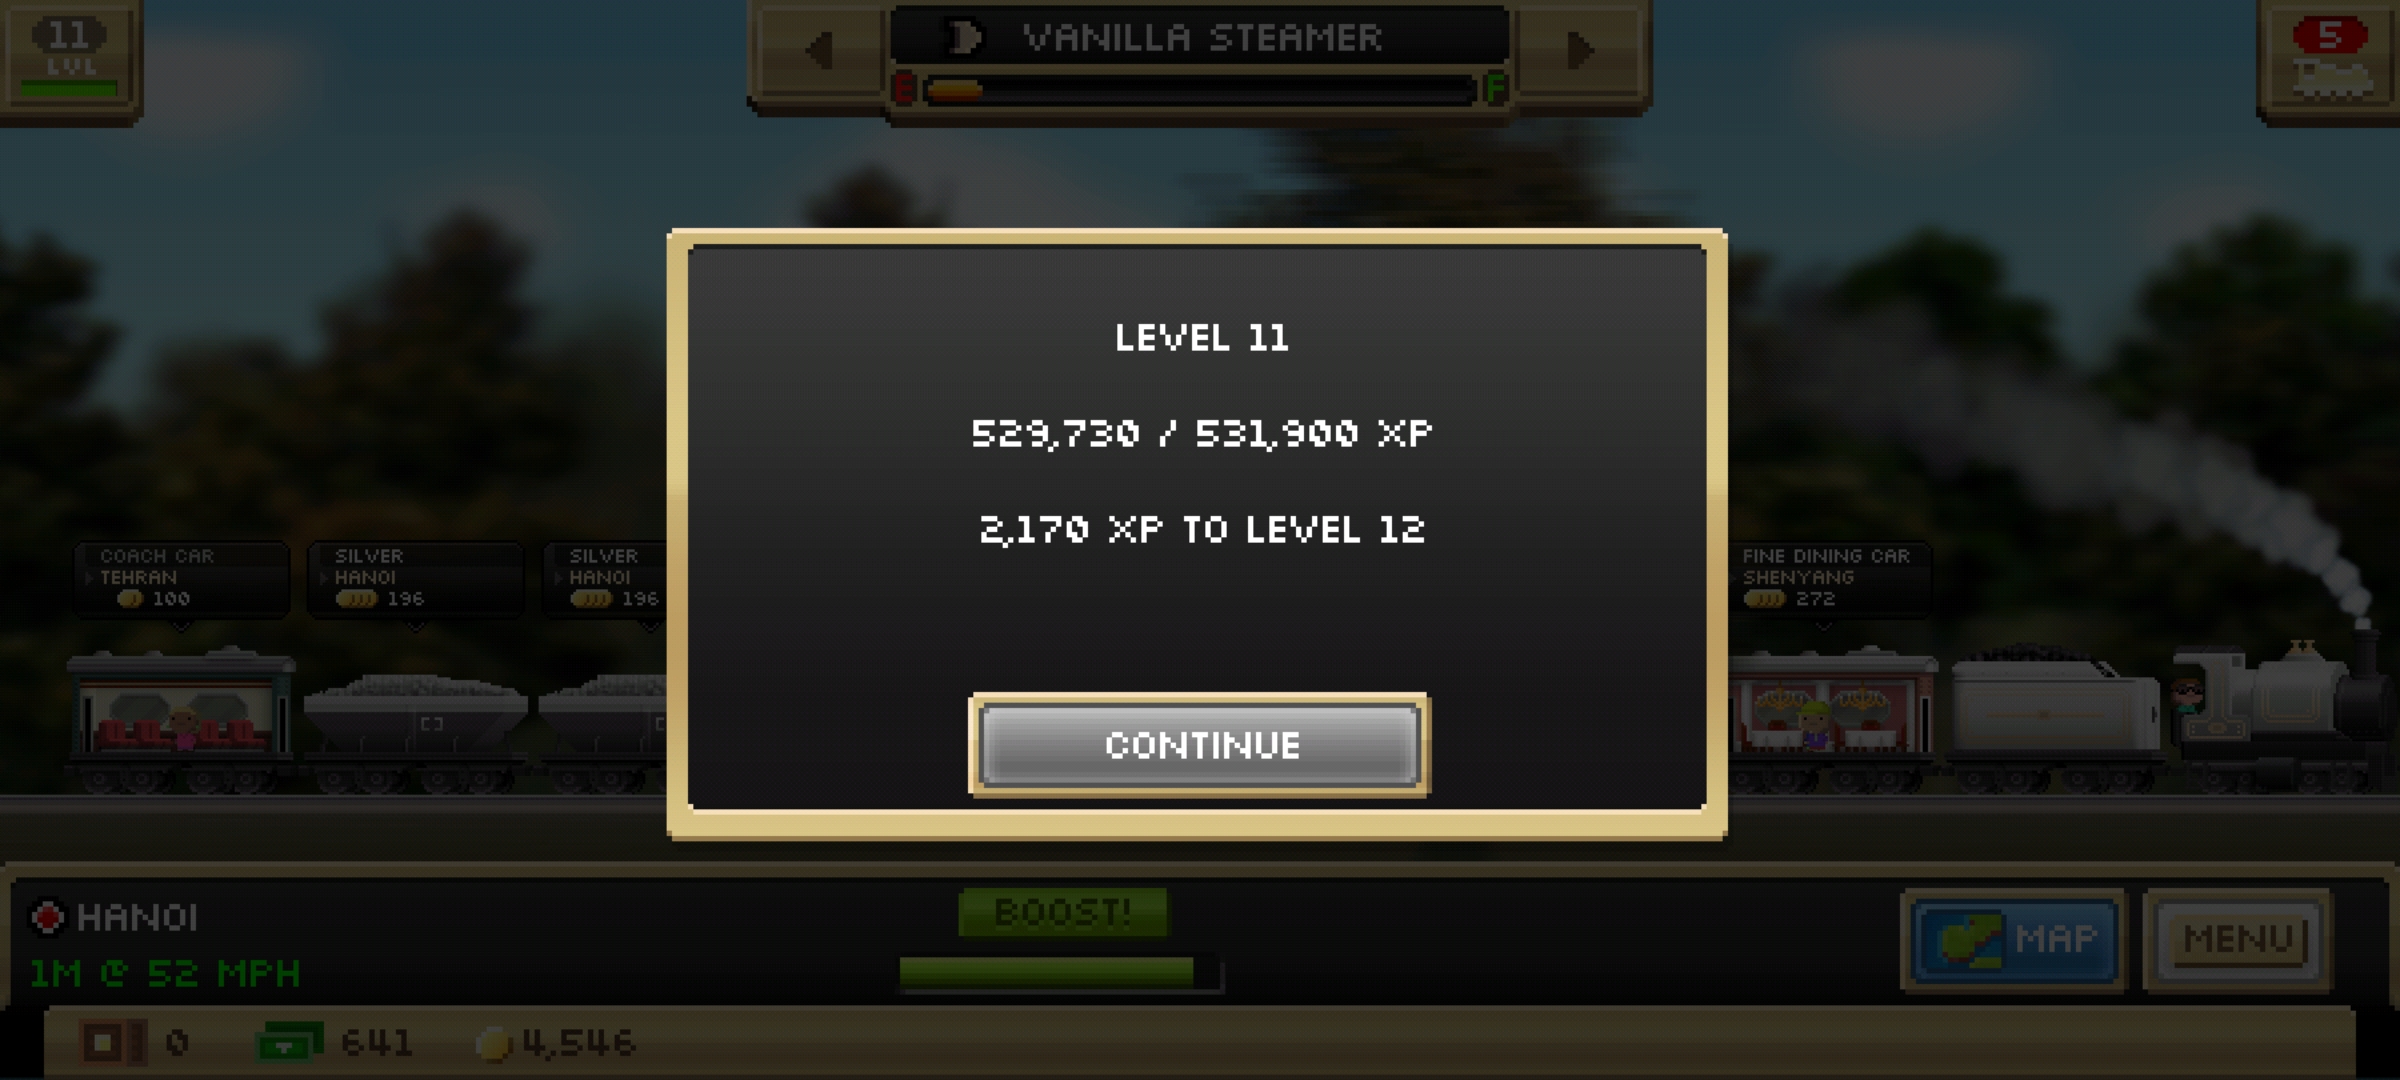 11
LVL
VANILLA STEAMER
E F
5
LEVEL 11
529,730 / 531,900 XP
2,170 XP TO LEVEL 12
CONTINUE
COACH CAR
TEHRAN
100
SILVER
HANOI
196
SILVER
HANOI
196
FINE DINING CAR
SHENYANG
272
HANOI
1M @ 52 MPH
BOOST!
MAP
MENU
0 641 4,546